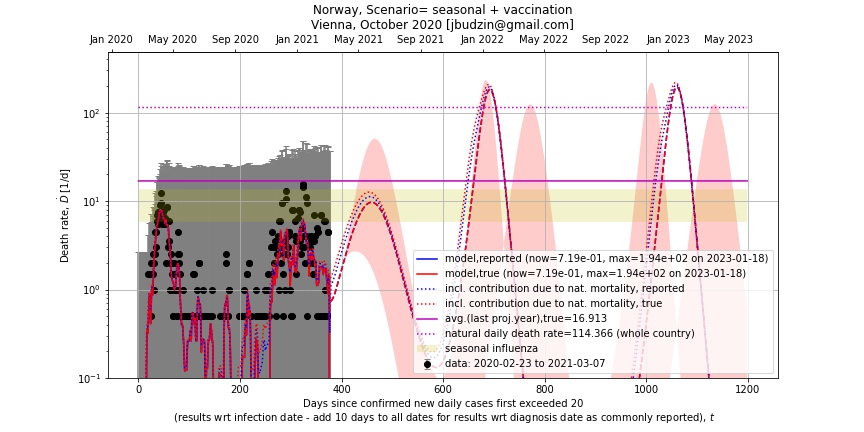 Norway, Scenario= seasonal + vaccination
Vienna, October 2020 [jbudzin@gmail.com]
Jan 2020 May 2020 Sep 2020 Jan 2021 May 2021 Sep 2021 Jan 2022 May 2022 Sep 2022 Jan 2023 May 2023
Death rate, Ḋ [1/d]
10²
10¹
10⁰
10⁻¹
model,reported (now=7.19e-01, max=1.94e+02 on 2023-01-18)
model,true (now=7.19e-01, max=1.94e+02 on 2023-01-18)
incl. contribution due to nat. mortality, reported
incl. contribution due to nat. mortality, true
avg.(last proj.year),true=16.913
natural daily death rate=114.366 (whole country)
seasonal influenza
data: 2020-02-23 to 2021-03-07
0 200 400 600 800 1000 1200
Days since confirmed new daily cases first exceeded 20
(results wrt infection date - add 10 days to all dates for results wrt diagnosis date as commonly reported), t